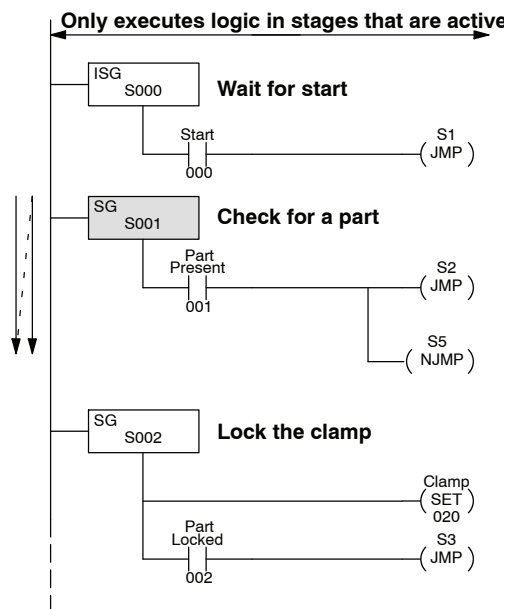 Only executes logic in stages that are active
ISG
S000
Wait for start
Start
000
S1
JMP
SG
S001
Check for a part
Part
Present
001
S2
JMP
S5
NJMP
SG
S002
Lock the clamp
Clamp
SET
020
Part
Locked
002
S3
JMP